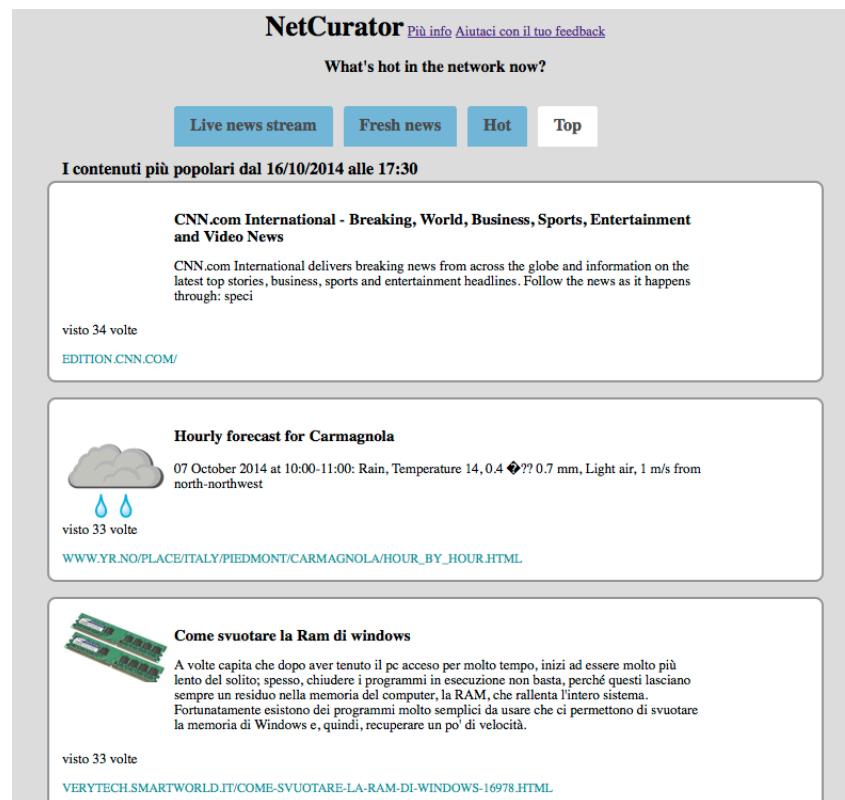 NetCurator Più info Aiutaci con il tuo feedback
What's hot in the network now?
Live news stream Fresh news Hot Top
I contenuti più popolari dal 16/10/2014 alle 17:30
CNN.com International - Breaking, World, Business, Sports, Entertainment
and Video News
CNN.com International delivers breaking news from across the globe and information on the
latest top stories, business, sports and entertainment headlines. Follow the news as it happens
through: speci
visto 34 volte
EDITION.CNN.COM/
Hourly forecast for Carmagnola
07 October 2014 at 10:00-11:00: Rain, Temperature 14, 0.4 �?? 0.7 mm, Light air, 1 m/s from
north-northwest
visto 33 volte
WWW.YR.NO/PLACE/ITALY/PIEDMONT/CARMAGNOLA/HOUR_BY_HOUR.HTML
Come svuotare la Ram di windows
A volte capita che dopo aver tenuto il pc acceso per molto tempo, inizi ad essere molto più
lento del solito; spesso, chiudere i programmi in esecuzione non basta, perché questi lasciano
sempre un residuo nella memoria del computer, la RAM, che rallenta l'intero sistema.
Fortunatamente esistono dei programmi molto semplici da usare che ci permettono di svuotare
la memoria di Windows e, quindi, recuperare un po' di velocità.
visto 33 volte
VERYTECH.SMARTWORLD.IT/COME-SVUOTARE-LA-RAM-DI-WINDOWS-16978.HTML